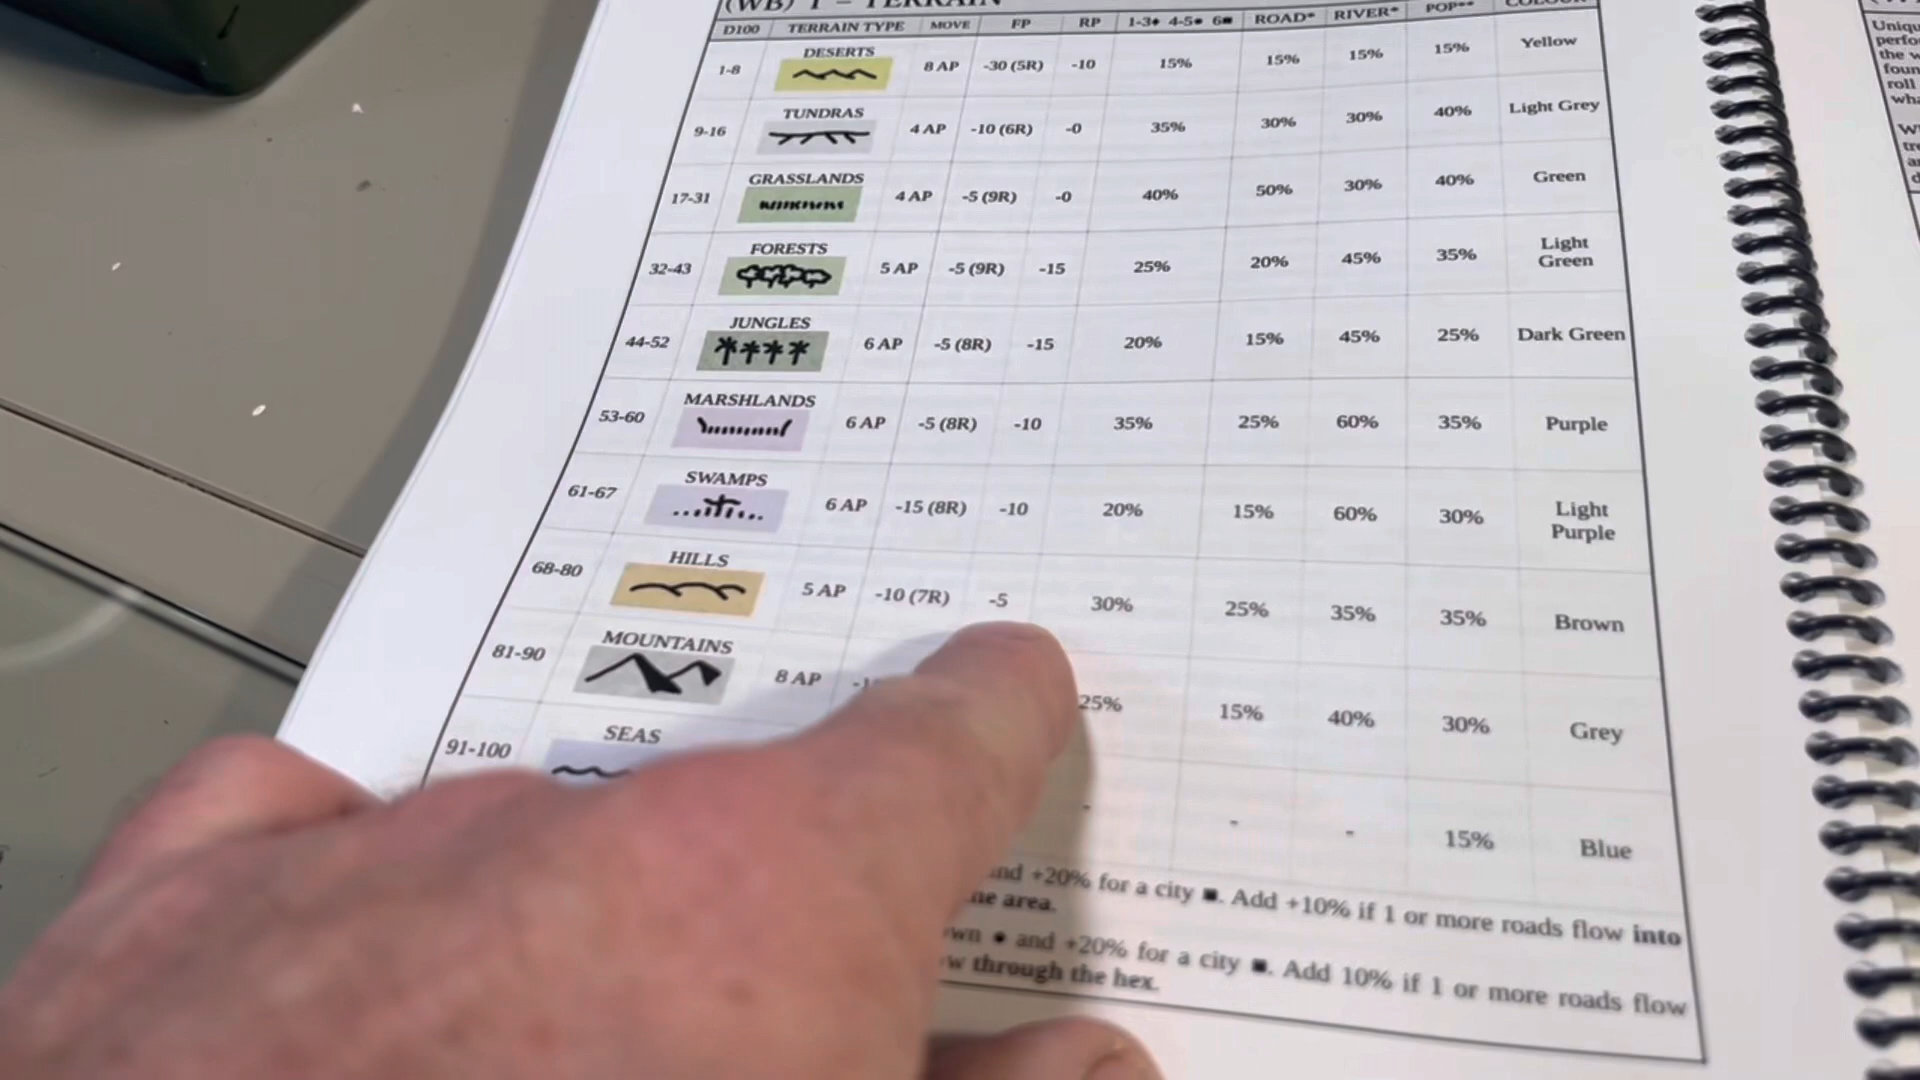 (WB) 1 – TERRAIN
D100 TERRAIN TYPE MOVE FP RP 1-3♦ 4-5● 6■ ROAD* RIVER* POP** COLOUR
1-8 DESERTS 8 AP -30 (5R) -10 15% 15% 15% 15% Yellow
9-16 TUNDRAS 4 AP -10 (6R) -0 35% 30% 30% 40% Light Grey
17-31 GRASSLANDS 4 AP -5 (9R) -0 40% 50% 30% 40% Green
32-43 FORESTS 5 AP -5 (9R) -15 25% 20% 45% 35% Light Green
44-52 JUNGLES 6 AP -5 (8R) -15 20% 15% 45% 25% Dark Green
53-60 MARSHLANDS 6 AP -5 (8R) -10 35% 25% 60% 35% Purple
61-67 SWAMPS 6 AP -15 (8R) -10 20% 15% 60% 30% Light Purple
68-80 HILLS 5 AP -10 (7R) -5 30% 25% 35% 35% Brown
81-90 MOUNTAINS 8 AP 25% 15% 40% 30% Grey
91-100 SEAS - - - 15% Blue
and +20% for a city ■. Add +10% if 1 or more roads flow into
area.
and +20% for a city ■. Add 10% if 1 or more roads flow
through the hex.
the
roll